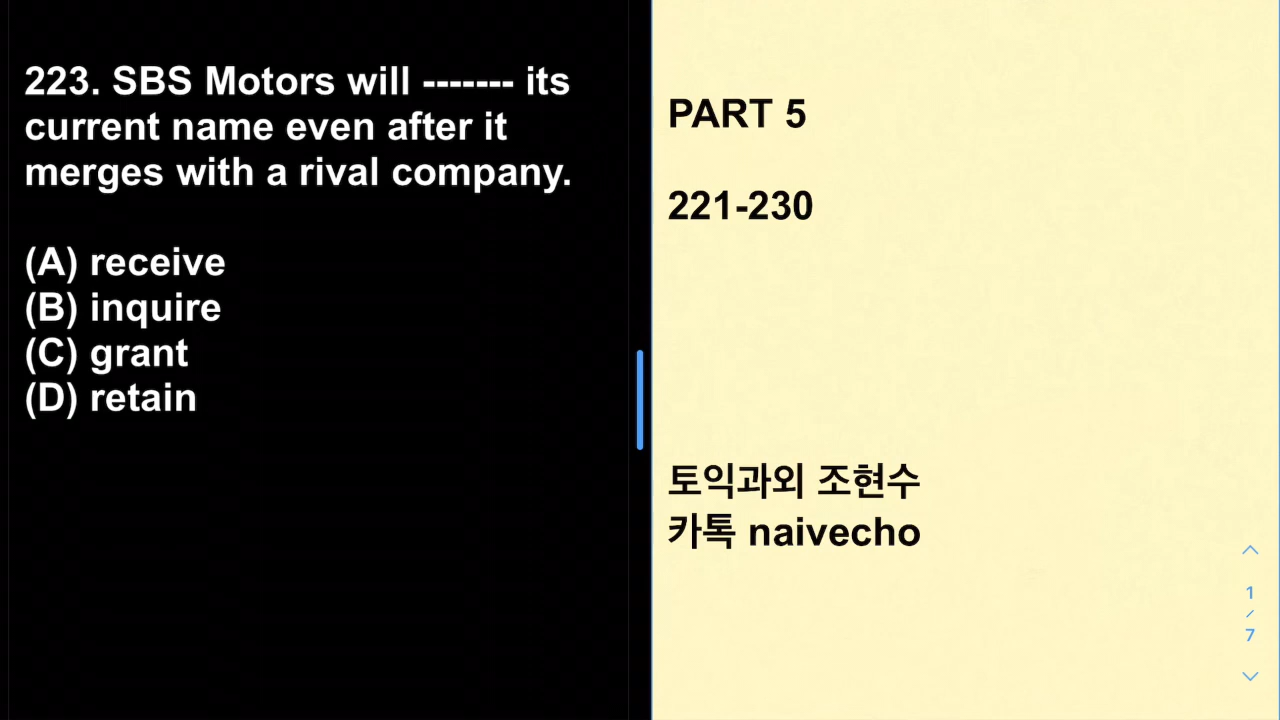 223. SBS Motors will ------- its
current name even after it
merges with a rival company.
(A) receive
(B) inquire
(C) grant
(D) retain
PART 5
221-230
토익과외 조현수
카톡 naivecho
1
/
7